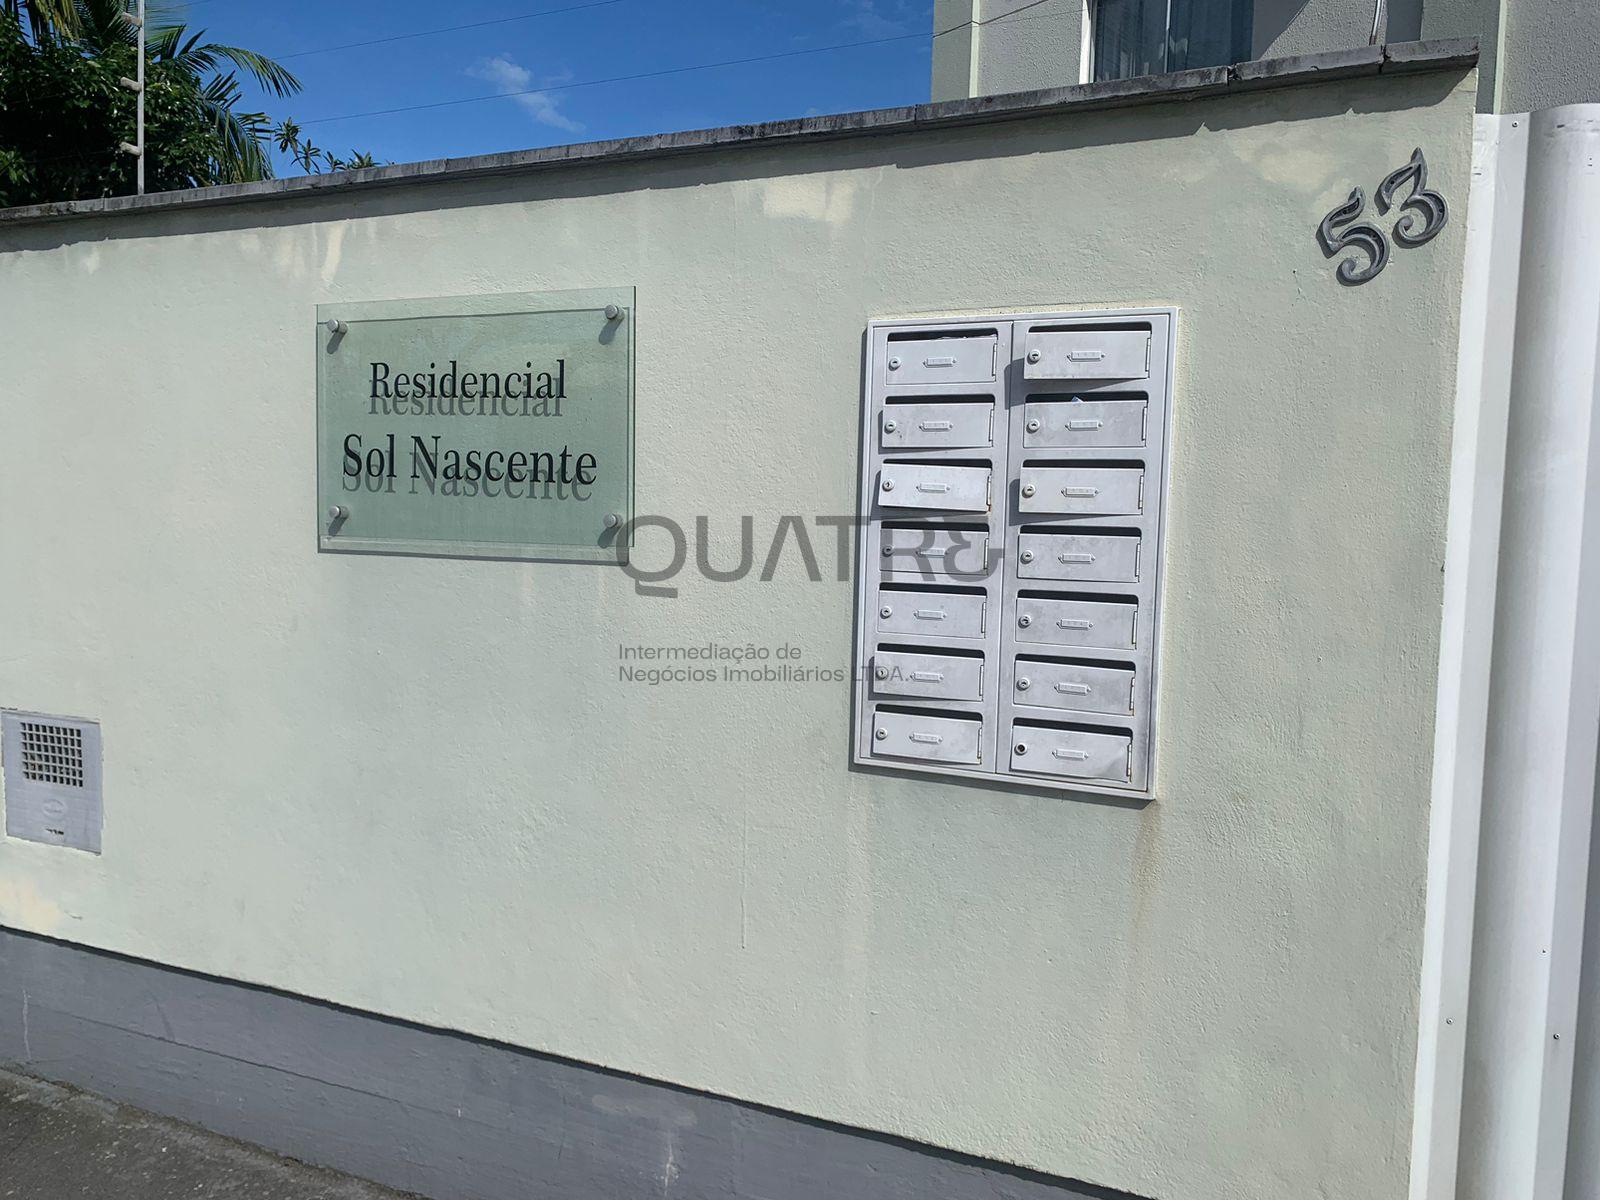 53
Residencial
Sol Nascente
QUATRE
Intermediação de
Negócios Imobiliários LTDA.